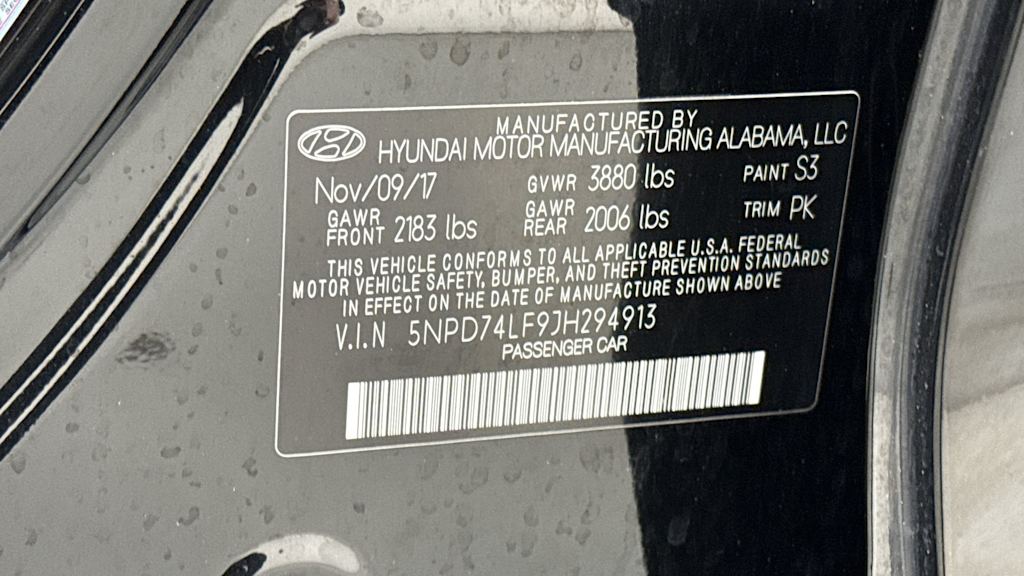 MANUFACTURED BY
HYUNDAI MOTOR MANUFACTURING ALABAMA, LLC
Nov/09/17 GVWR 3880 lbs PAINT S3
GAWR FRONT 2183 lbs GAWR REAR 2006 lbs TRIM PK
THIS VEHICLE CONFORMS TO ALL APPLICABLE U.S.A. FEDERAL
MOTOR VEHICLE SAFETY, BUMPER, AND THEFT PREVENTION STANDARDS
IN EFFECT ON THE DATE OF MANUFACTURE SHOWN ABOVE
V.I.N 5NPD74LF9JH294913
PASSENGER CAR